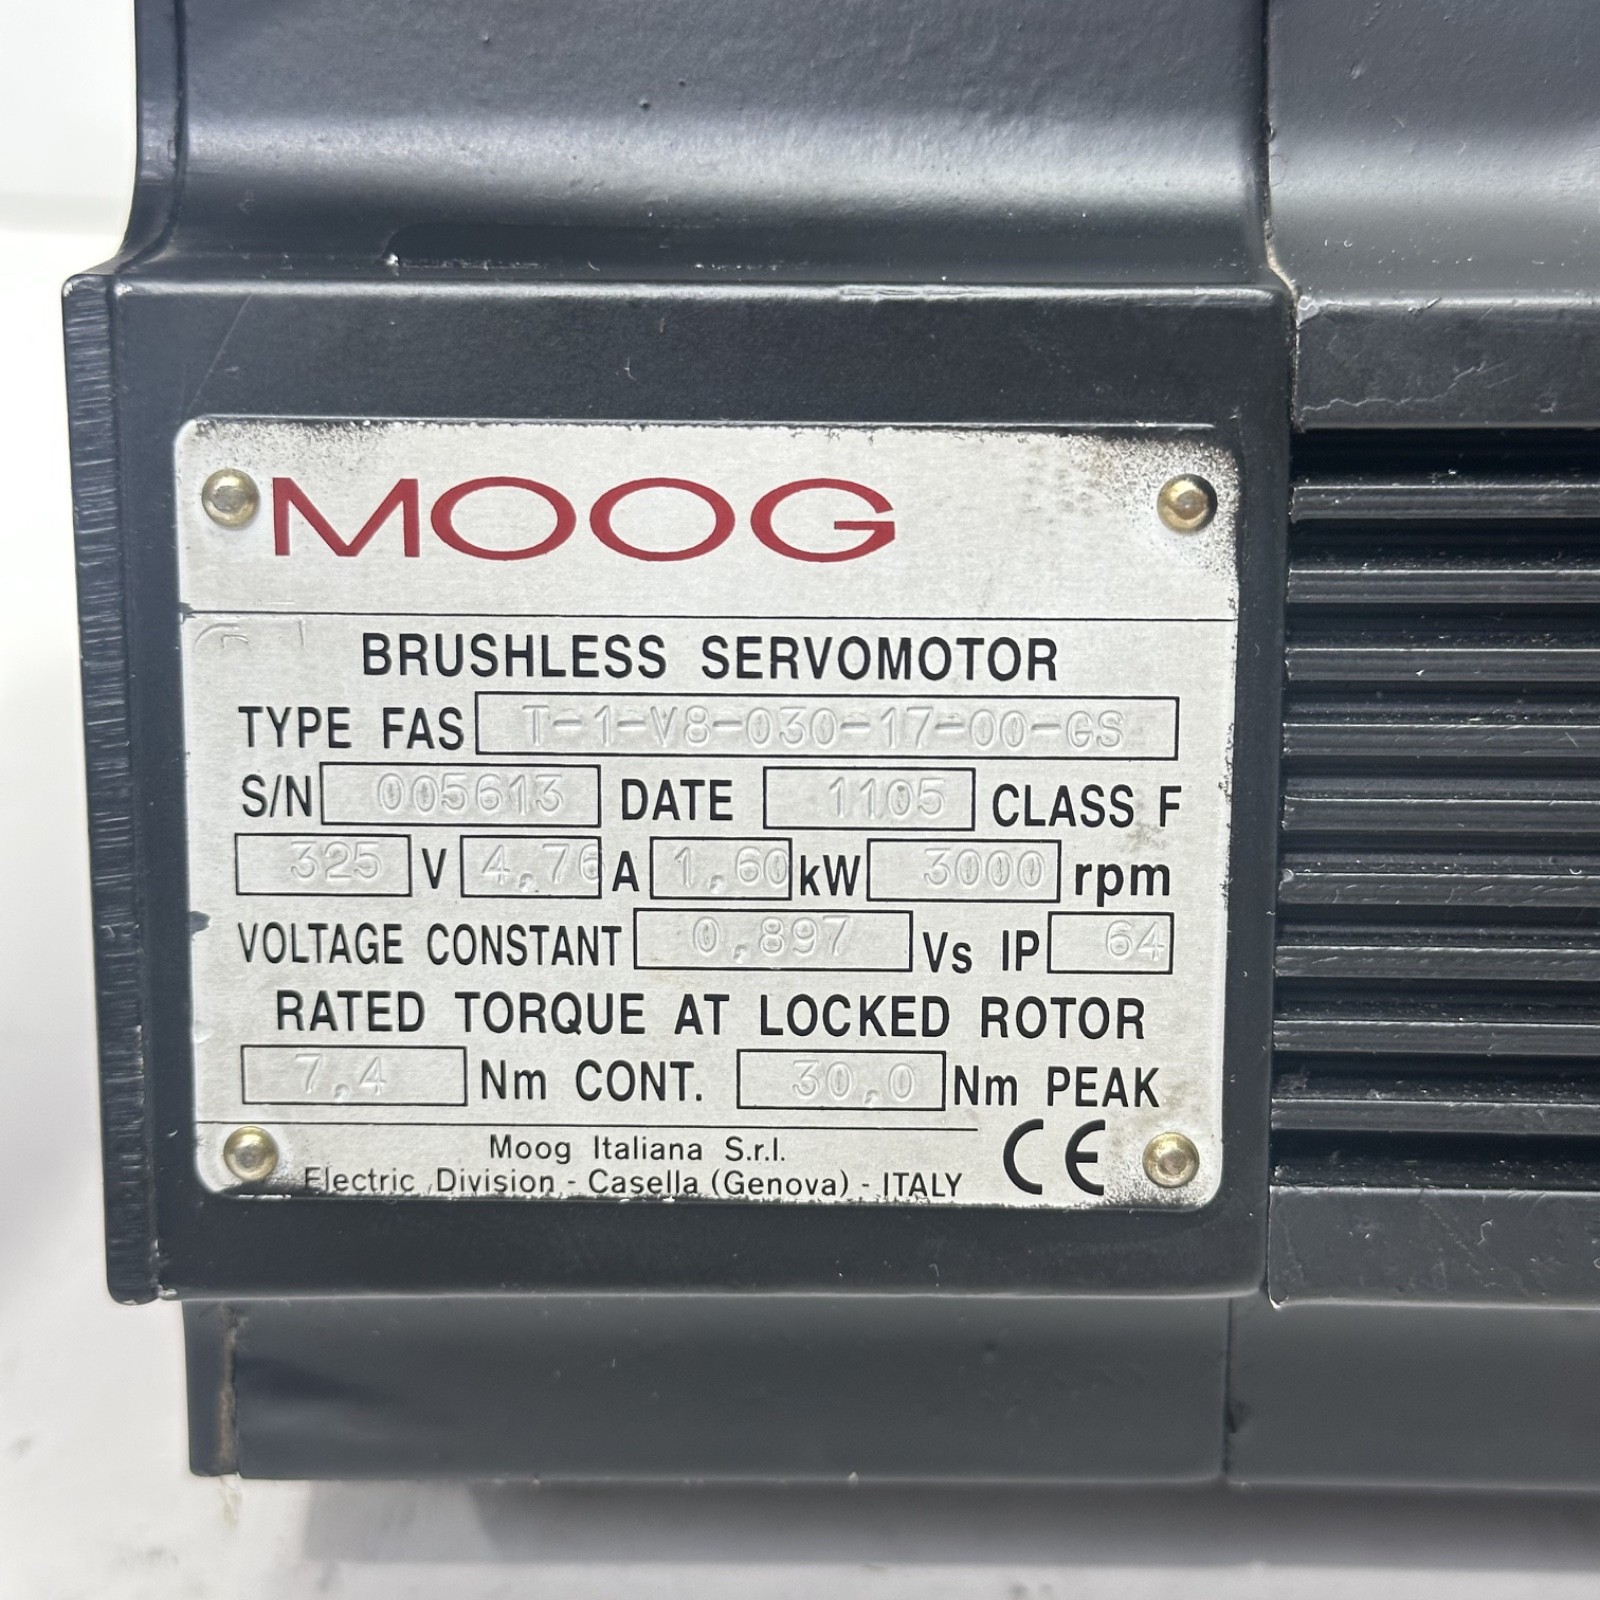 MOOG
BRUSHLESS SERVOMOTOR
TYPE FAS T-1-V8-030-17-00-GS
S/N 005613 DATE 1105 CLASS F
325 V 4,76 A 1,60 kW 3000 rpm
VOLTAGE CONSTANT 0,897 Vs IP 64
RATED TORQUE AT LOCKED ROTOR
7,4 Nm CONT. 30,0 Nm PEAK
Moog Italiana S.r.l.
Electric Division - Casella (Genova) - ITALY CE